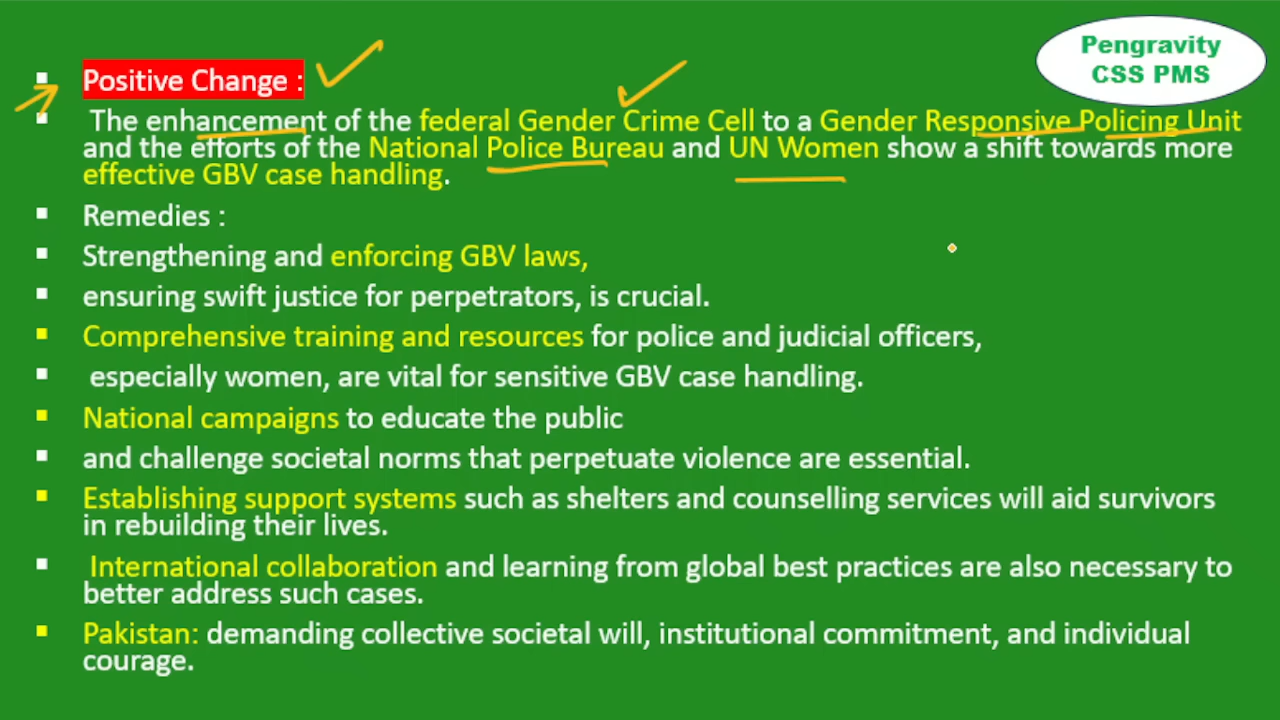 Pengravity
CSS PMS
Positive Change :
The enhancement of the federal Gender Crime Cell to a Gender Responsive Policing Unit
and the efforts of the National Police Bureau and UN Women show a shift towards more
effective GBV case handling.
Remedies :
Strengthening and enforcing GBV laws,
ensuring swift justice for perpetrators, is crucial.
Comprehensive training and resources for police and judicial officers,
especially women, are vital for sensitive GBV case handling.
National campaigns to educate the public
and challenge societal norms that perpetuate violence are essential.
Establishing support systems such as shelters and counselling services will aid survivors
in rebuilding their lives.
International collaboration and learning from global best practices are also necessary to
better address such cases.
Pakistan: demanding collective societal will, institutional commitment, and individual
courage.